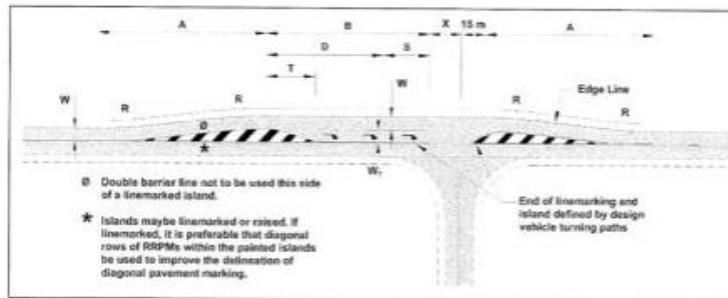 A B X 15 m A
D S
T
W R R W R R Edge Line
Ø
*
W₁
Ø Double barrier line not to be used this side
of a linemarked island.
* Islands maybe linemarked or raised. If
linemarked, it is preferable that diagonal
rows of RRPMs within the painted islands
be used to improve the delineation of
diagonal pavement marking.
End of linemarking and
island defined by design
vehicle turning paths